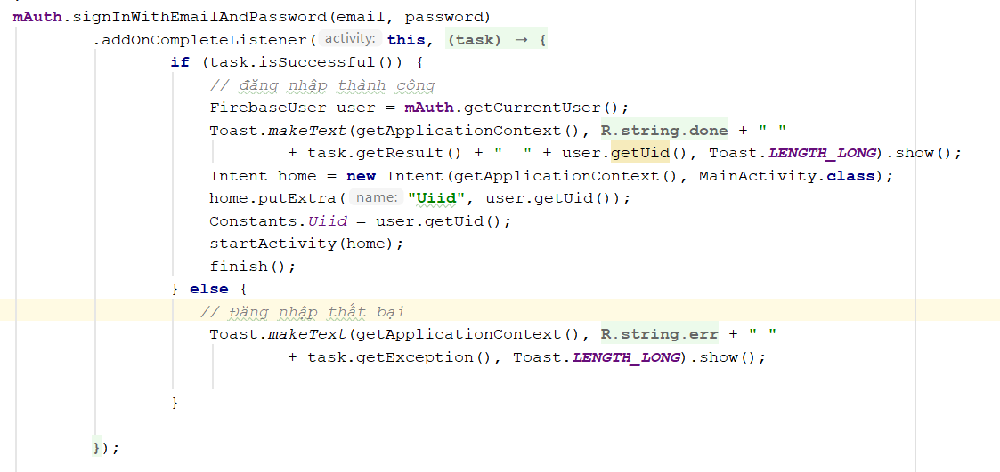 mAuth.signInWithEmailAndPassword(email, password)
.addOnCompleteListener( activity: this, (task) → {
if (task.isSuccessful()) {
// đăng nhập thành công
FirebaseUser user = mAuth.getCurrentUser();
Toast.makeText(getApplicationContext(), R.string.done + " "
+ task.getResult() + "  " + user.getUid(), Toast.LENGTH_LONG).show();
Intent home = new Intent(getApplicationContext(), MainActivity.class);
home.putExtra( name: "Uiid", user.getUid());
Constants.Uiid = user.getUid();
startActivity(home);
finish();
} else {
// Đăng nhập thất bại
Toast.makeText(getApplicationContext(), R.string.err + " "
+ task.getException(), Toast.LENGTH_LONG).show();
}
});